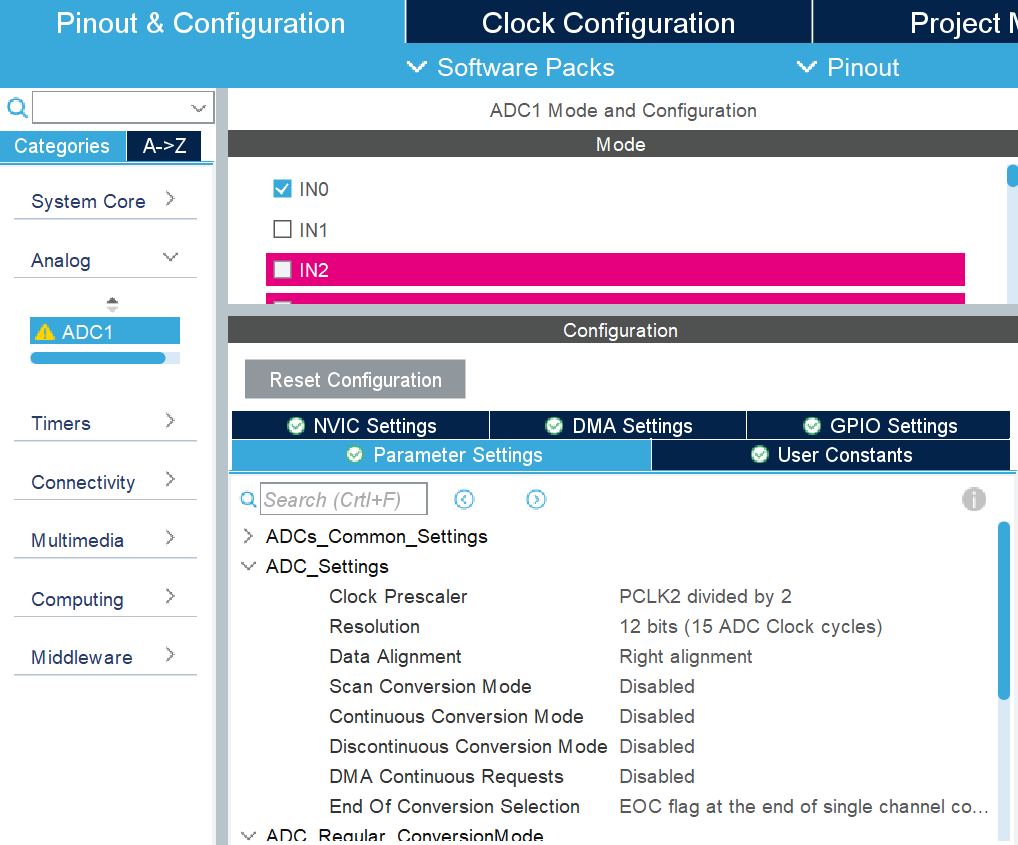 Pinout & Configuration
Clock Configuration
Project M
Software Packs
Pinout
Categories
A->Z
System Core
Analog
ADC1
Timers
Connectivity
Multimedia
Computing
Middleware
ADC1 Mode and Configuration
Mode
IN0
IN1
IN2
Configuration
Reset Configuration
NVIC Settings
DMA Settings
GPIO Settings
Parameter Settings
User Constants
Search (Crtl+F)
ADCs_Common_Settings
ADC_Settings
Clock Prescaler PCLK2 divided by 2
Resolution 12 bits (15 ADC Clock cycles)
Data Alignment Right alignment
Scan Conversion Mode Disabled
Continuous Conversion Mode Disabled
Discontinuous Conversion Mode Disabled
DMA Continuous Requests Disabled
End Of Conversion Selection EOC flag at the end of single channel co...
ADC_Regular_ConversionMode